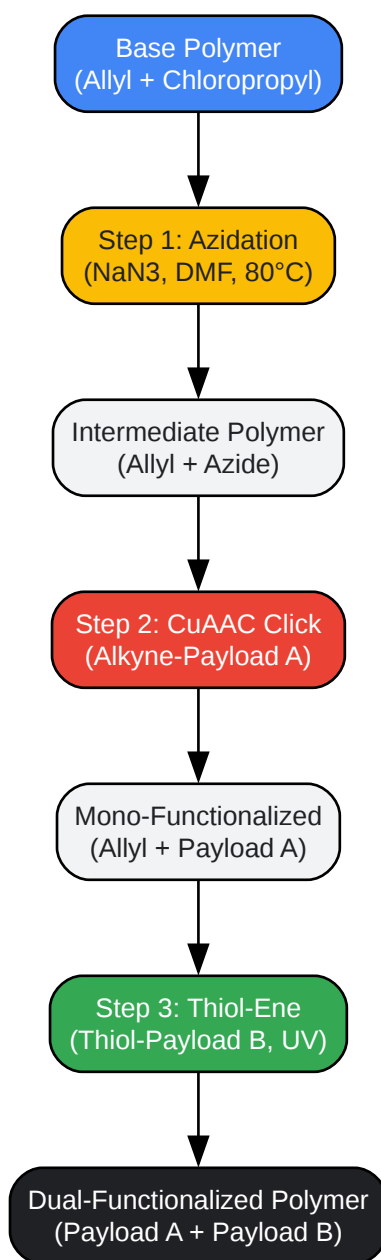 Base Polymer
(Allyl + Chloropropyl)
Step 1: Azidation
(NaN3, DMF, 80°C)
Intermediate Polymer
(Allyl + Azide)
Step 2: CuAAC Click
(Alkyne-Payload A)
Mono-Functionalized
(Allyl + Payload A)
Step 3: Thiol-Ene
(Thiol-Payload B, UV)
Dual-Functionalized Polymer
(Payload A + Payload B)